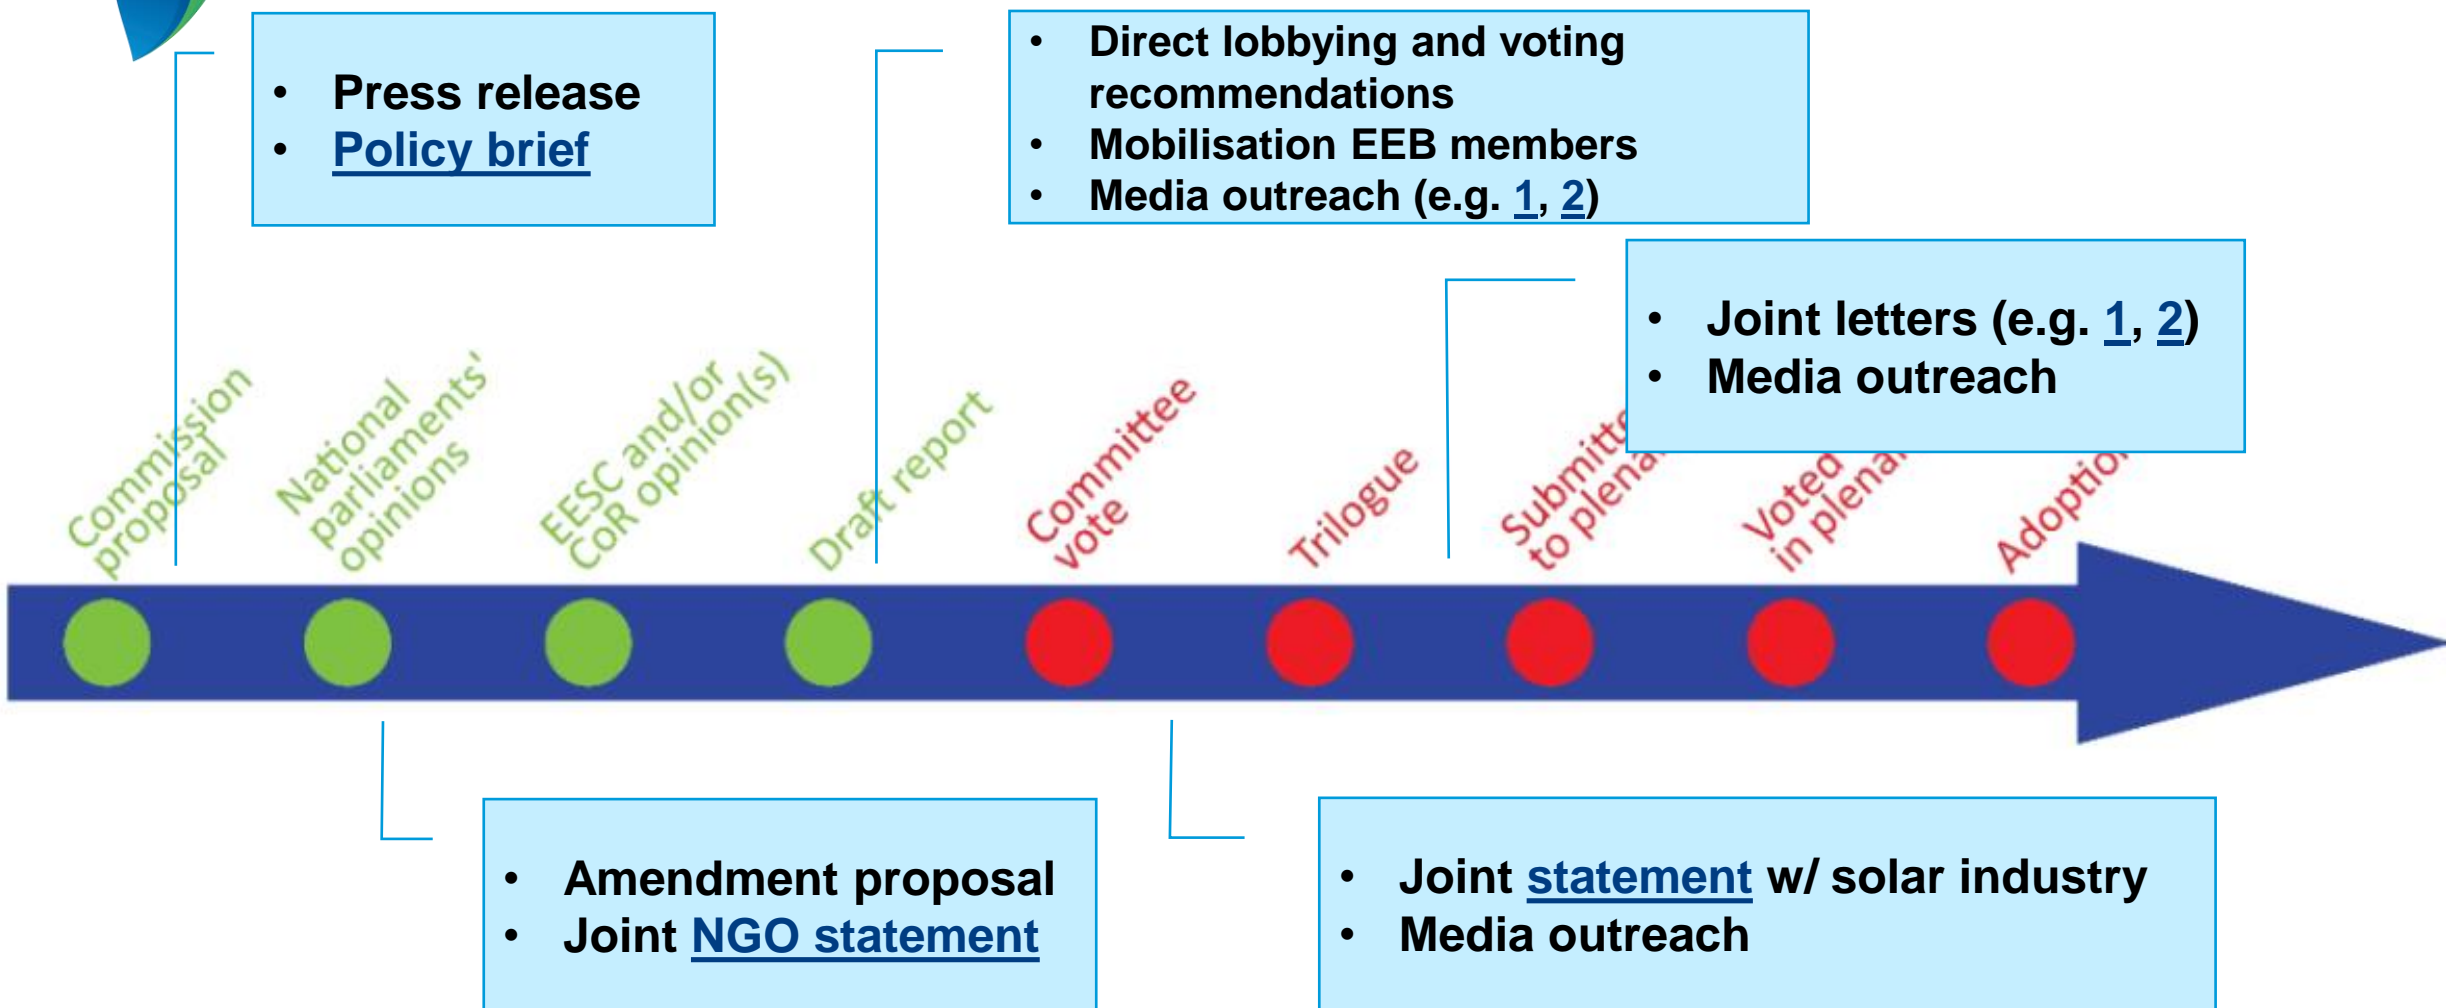 • Press release
• Policy brief
• Direct lobbying and voting
recommendations
• Mobilisation EEB members
• Media outreach (e.g. 1, 2)
• Joint letters (e.g. 1, 2)
• Media outreach
Commission
proposal
National
parliaments'
opinions
EESC and/or
CoR opinion(s)
Draft report
Committee
vote
Trilogue
to
Voted
in
• Amendment proposal
• Joint NGO statement
• Joint statement w/ solar industry
• Media outreach